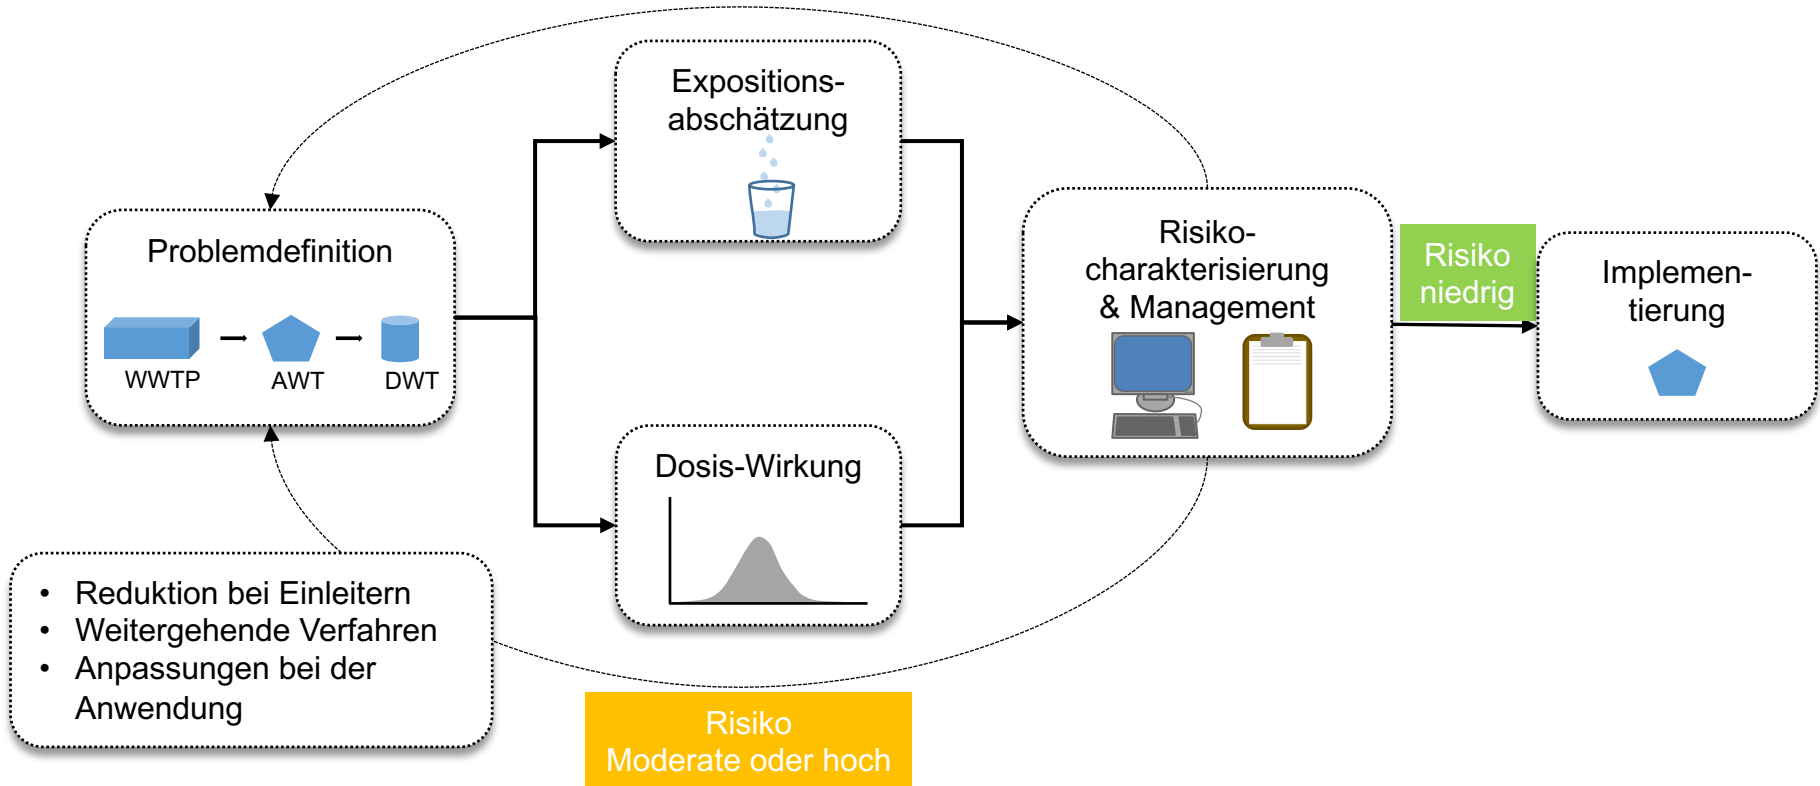 Problemdefinition
WWTP
AWT
DWT
Expositions-
abschätzung
Dosis-Wirkung
Risiko-
charakterisierung
& Management
Risiko
niedrig
Implemen-
tierung
• Reduktion bei Einleitern
• Weitergehende Verfahren
• Anpassungen bei der
Anwendung
Risiko
Moderate oder hoch